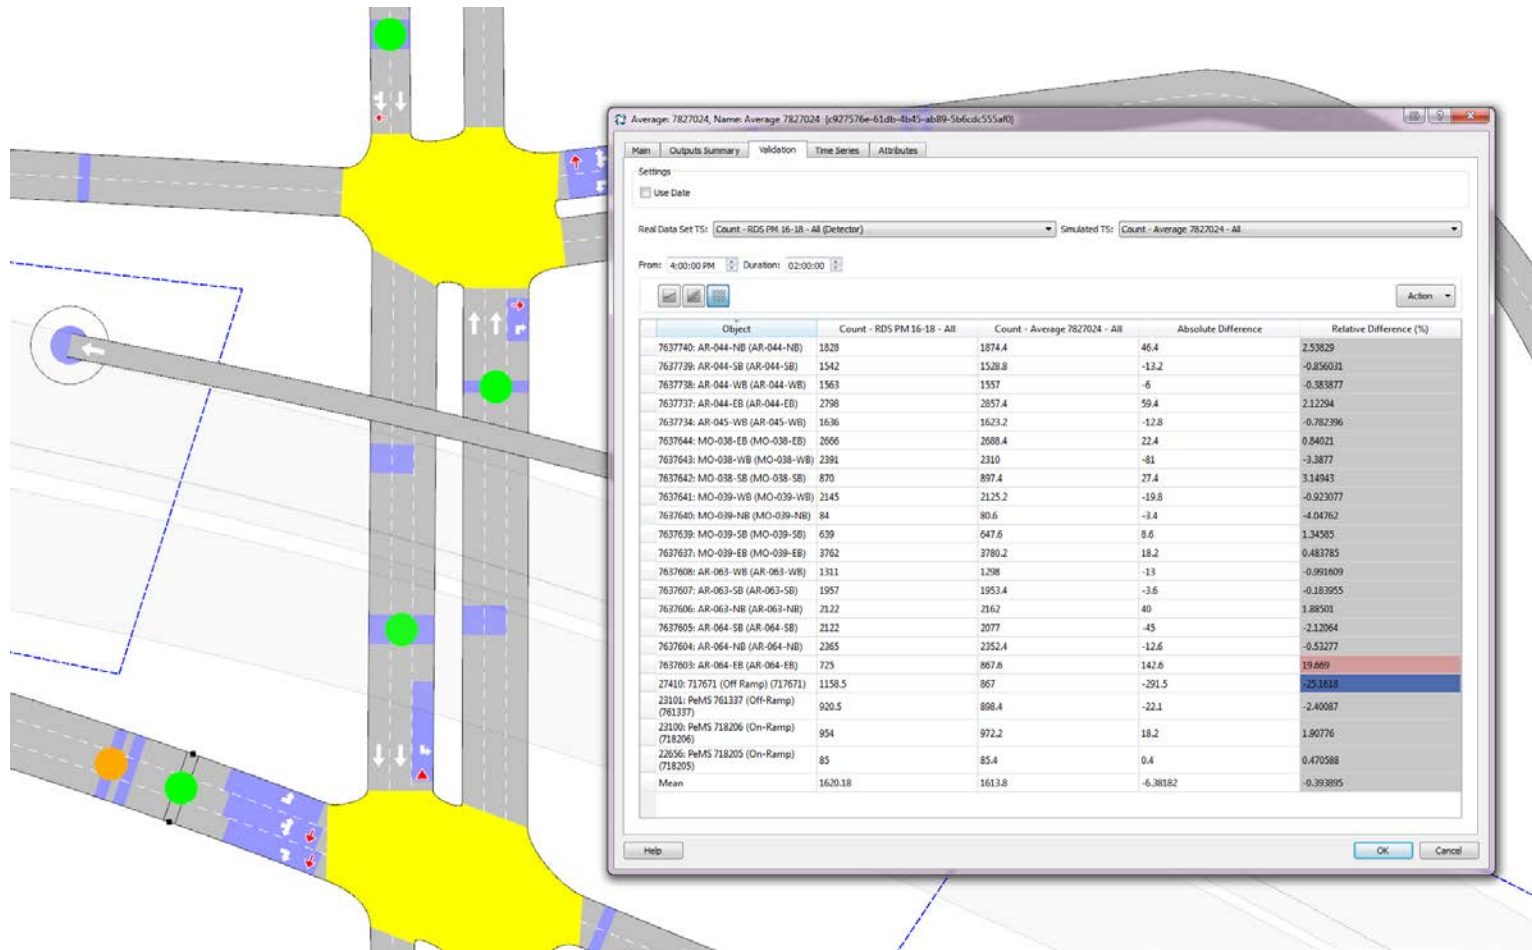 Average: 7827024, Name: Average 7827024 (c927576e-61db-4b45-ab89-5b6cdc555af0)
Main Outputs Summary Validation Time Series Attributes
Settings
Use Date
Real Data Set TS: Count - RDS PM 16-18 - All (Detector) Simulated TS: Count - Average 7827024 - All
From: 4:00:00 PM Duration: 02:00:00
Action
Object Count - RDS PM 16-18 - All Count - Average 7827024 - All Absolute Difference Relative Difference (%)
7637740: AR-044-NB (AR-044-NB) 1828 1874.4 46.4 2.53829
7637739: AR-044-SB (AR-044-SB) 1542 1528.8 -13.2 -0.856031
7637738: AR-044-WB (AR-044-WB) 1563 1557 -6 -0.383877
7637737: AR-044-EB (AR-044-EB) 2798 2857.4 59.4 2.12294
7637734: AR-045-WB (AR-045-WB) 1636 1623.2 -12.8 -0.782396
7637644: MO-038-EB (MO-038-EB) 2666 2688.4 22.4 0.84021
7637643: MO-038-WB (MO-038-WB) 2391 2310 -81 -3.3877
7637642: MO-038-SB (MO-038-SB) 870 897.4 27.4 3.14943
7637641: MO-039-WB (MO-039-WB) 2145 2125.2 -19.8 -0.923077
7637640: MO-039-NB (MO-039-NB) 84 80.6 -3.4 -4.04762
7637639: MO-039-SB (MO-039-SB) 639 647.6 8.6 1.34585
7637637: MO-039-EB (MO-039-EB) 3762 3780.2 18.2 0.483785
7637608: AR-063-WB (AR-063-WB) 1311 1298 -13 -0.991609
7637607: AR-063-SB (AR-063-SB) 1957 1953.4 -3.6 -0.183955
7637606: AR-063-NB (AR-063-NB) 2122 2162 40 1.88501
7637605: AR-064-SB (AR-064-SB) 2122 2077 -45 -2.12064
7637604: AR-064-NB (AR-064-NB) 2365 2352.4 -12.6 -0.53277
7637603: AR-064-EB (AR-064-EB) 725 867.6 142.6 19.669
27410: 717671 (Off Ramp) (717671) 1158.5 867 -291.5 -25.1618
23101: PeMS 761337 (Off-Ramp)
(761337) 920.5 898.4 -22.1 -2.40087
23100: PeMS 718206 (On-Ramp)
(718206) 954 972.2 18.2 1.90776
22656: PeMS 718205 (On-Ramp)
(718205) 85 85.4 0.4 0.470588
Mean 1620.18 1613.8 -6.38182 -0.393895
Help OK Cancel